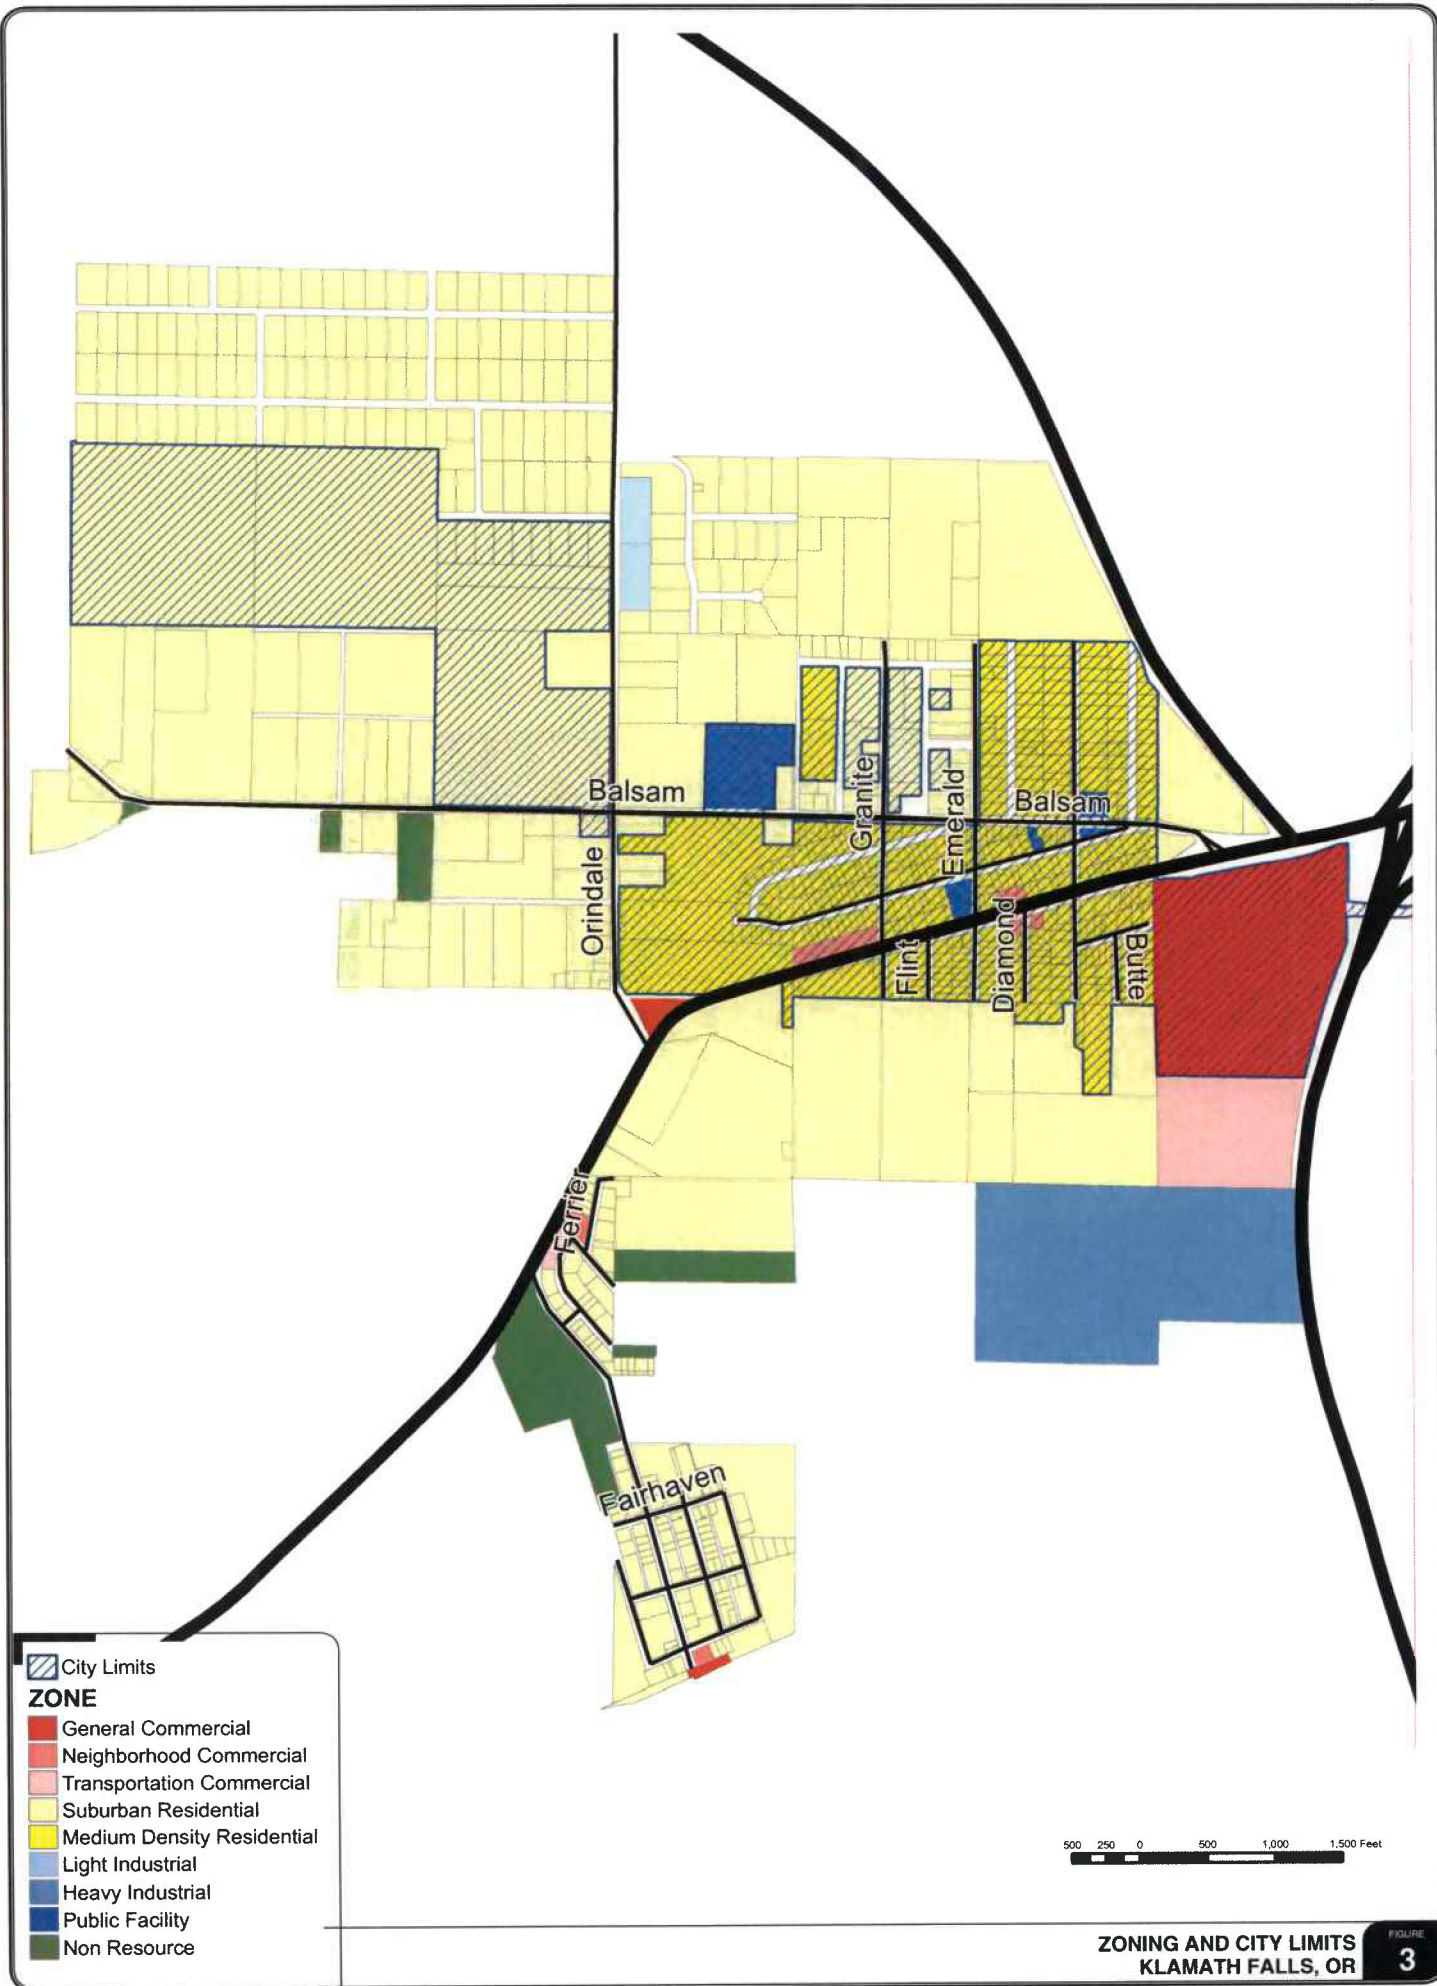 Balsam
Granite
Emerald
Balsam
Orindale
Flint
Diamond
Butte
Ferrier
Fairhaven
City Limits
ZONE
General Commercial
Neighborhood Commercial
Transportation Commercial
Suburban Residential
Medium Density Residential
Light Industrial
Heavy Industrial
Public Facility
Non Resource
500 250 0 500 1,000 1,500 Feet
ZONING AND CITY LIMITS
KLAMATH FALLS, OR
FIGURE
3